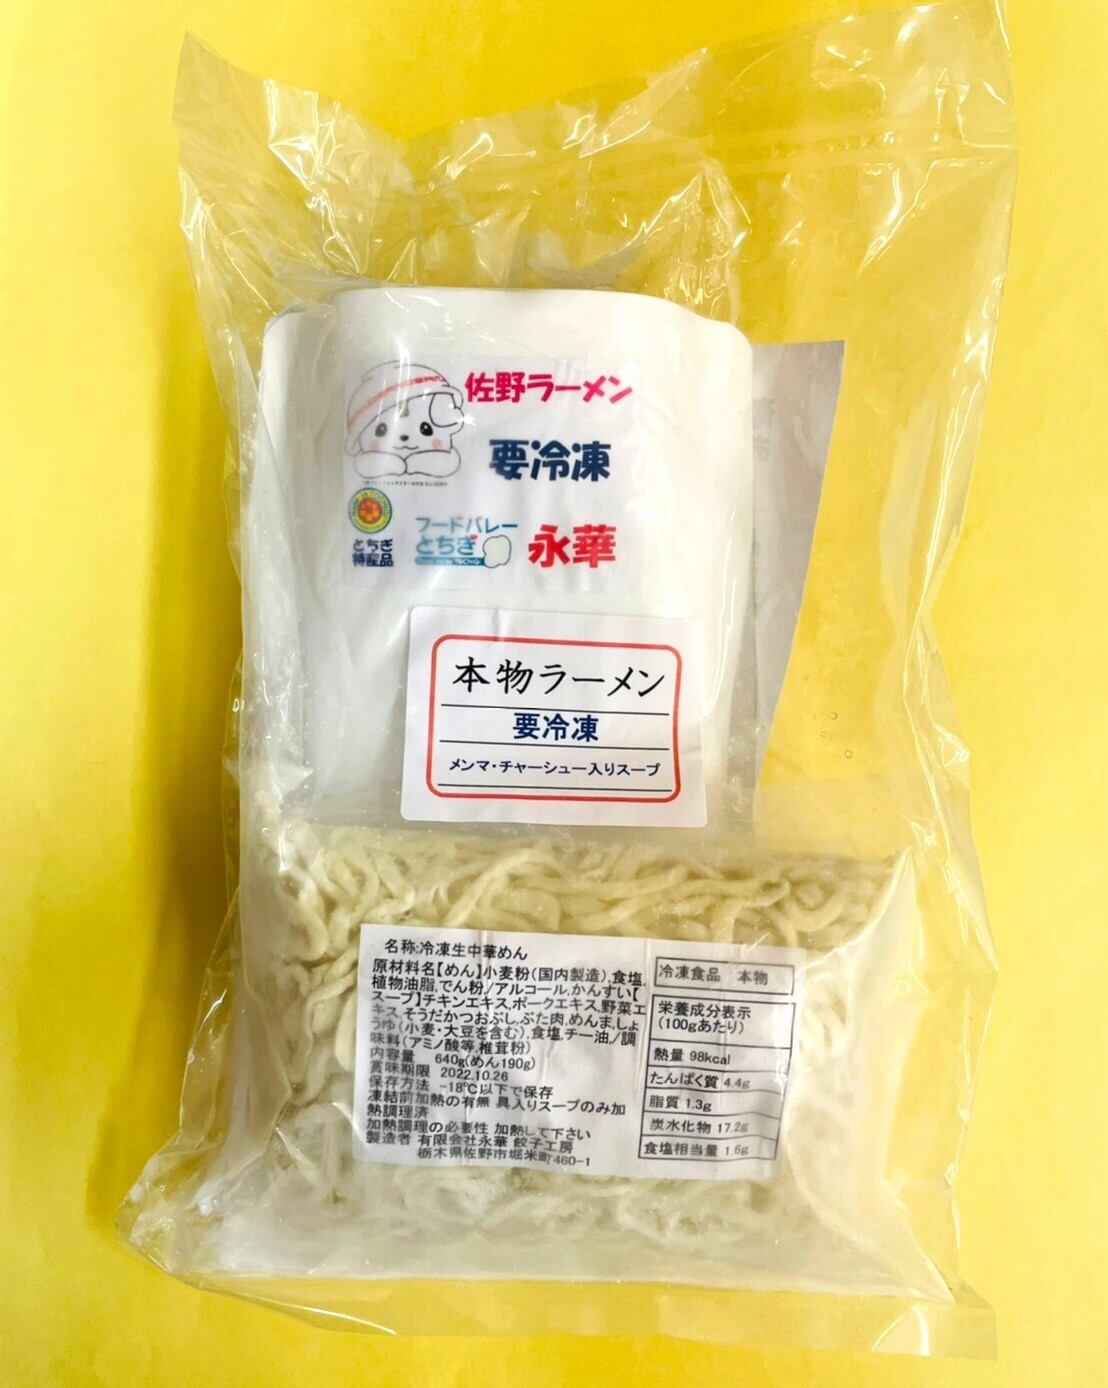 佐野ラーメン
要冷凍
とちぎ
特産品
フードバレー
とちぎ
永華
本物ラーメン
要冷凍
メンマ・チャーシュー入りスープ
名称:冷凍生中華めん
原材料名【めん】小麦粉(国内製造),食塩,
植物油脂,でん粉,/アルコール,かんすい【
スープ】チキンエキス,ポークエキス,野菜エ
キス,そうだかつおぶし,ぶた肉,めんま,しょ
うゆ(小麦・大豆を含む),食塩,チー油,/調
味料(アミノ酸等,椎茸粉)
内容量 640g(めん190g)
賞味期限 2022.10.26
保存方法 -18℃以下で保存
凍結前加熱の有無 具入りスープのみ加
熱調理済
加熱調理の必要性 加熱して下さい
製造者 有限会社永華 餃子工房
栃木県佐野市堀米町460-1
冷凍食品 本物
栄養成分表示
(100gあたり)
熱量 98kcal
たんぱく質 4.4g
脂質 1.3g
炭水化物 17.2g
食塩相当量 1.6g